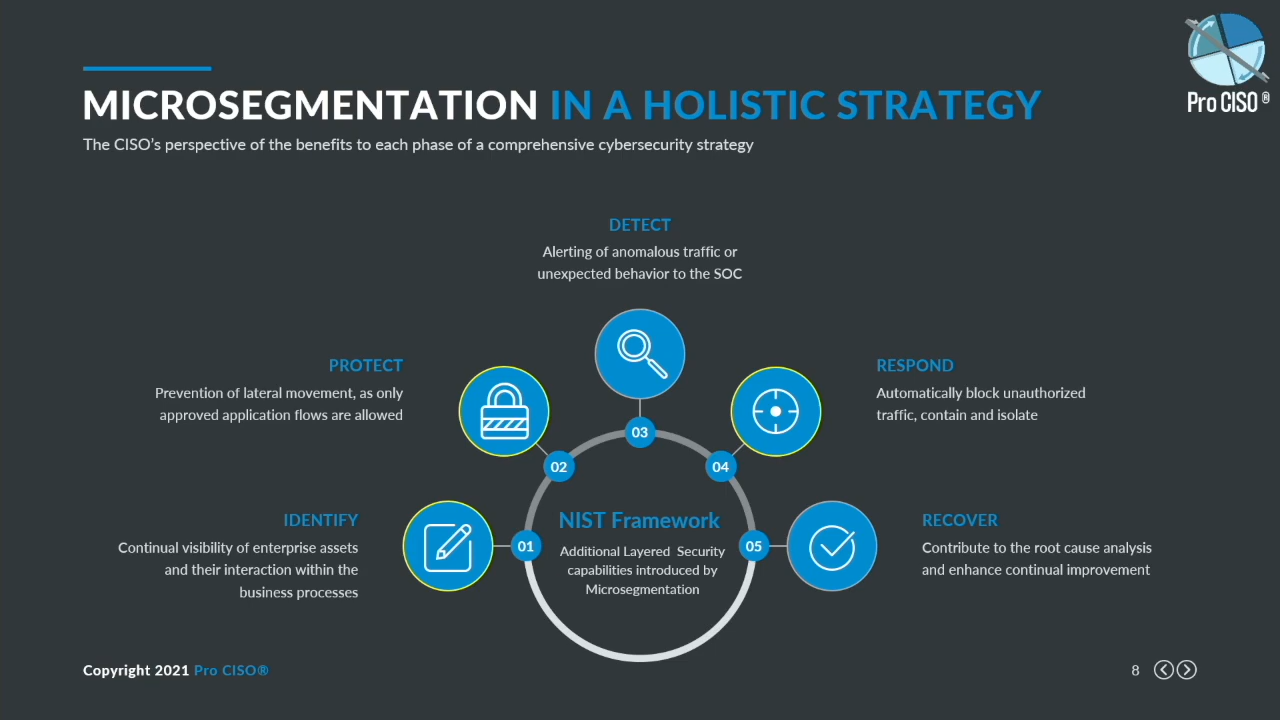 Pro CISO ®
MICROSEGMENTATION IN A HOLISTIC STRATEGY
The CISO's perspective of the benefits to each phase of a comprehensive cybersecurity strategy
DETECT
Alerting of anomalous traffic or
unexpected behavior to the SOC
PROTECT
Prevention of lateral movement, as only
approved application flows are allowed
RESPOND
Automatically block unauthorized
traffic, contain and isolate
03
02
04
IDENTIFY
Continual visibility of enterprise assets
and their interaction within the
business processes
01
NIST Framework
Additional Layered  Security
capabilities introduced by
Microsegmentation
05
RECOVER
Contribute to the root cause analysis
and enhance continual improvement
Copyright 2021 Pro CISO®
8